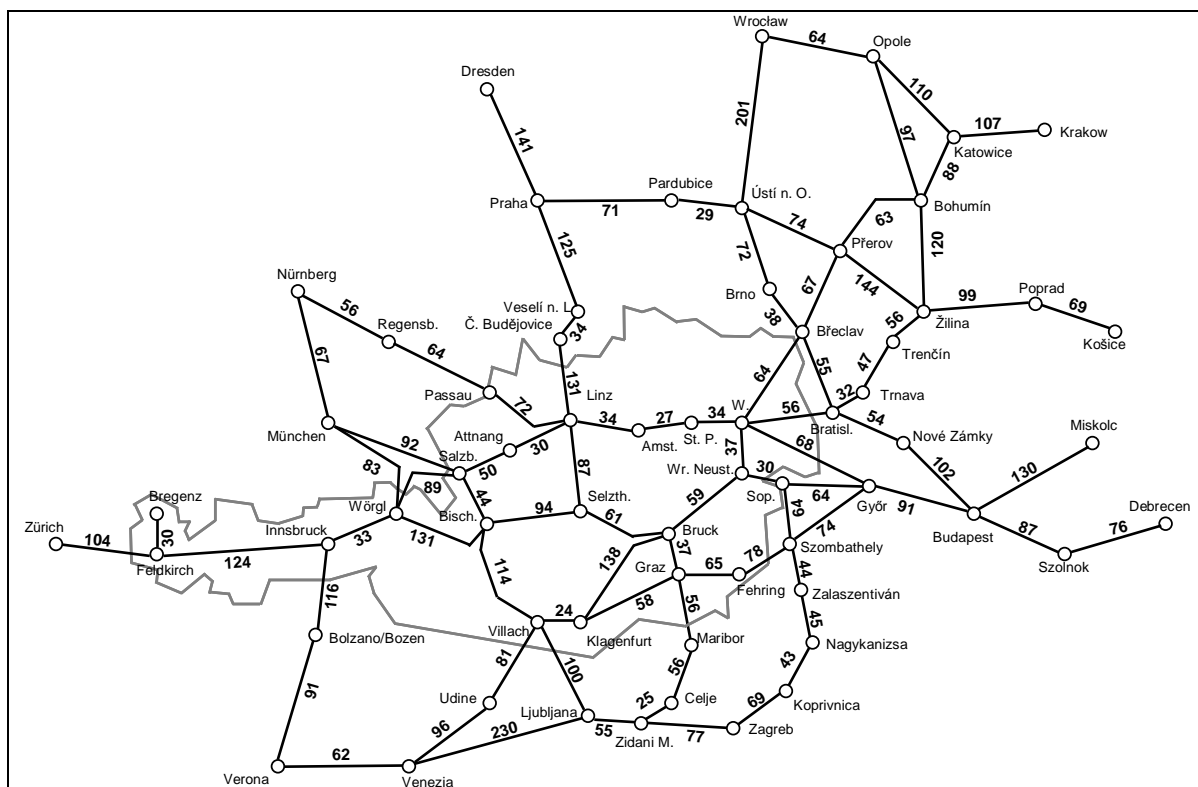 Wrocław
64
Opole
Dresden
110
201
97
107
Krakow
Katowice
141
88
Pardubice
Ústí n. O.
Praha
71
29
74
63
Bohumín
125
72
Přerov
120
Nürnberg
67
144
Brno
99
Poprad
56
Veselí n. L
38
69
Regensb.
Č. Budějovice
34
Břeclav
56
Žilina
Košice
67
64
Trenčín
131
64
55
47
Passau
72
Linz
W.
32
Trnava
34
27
34
56
54
München
92
Attnang
Amst.
St. P.
Bratisl.
Nové Zámky
Miskolc
30
68
Salzb.
50
37
83
87
Wr. Neust.
30
102
130
89
Sop.
Bregenz
44
Selzth.
59
64
Győr
91
Wörgl
94
64
Debrecen
Zürich
30
Innsbruck
Bisch.
61
Bruck
74
Budapest
87
76
104
33
131
37
78
Szombathely
Feldkirch
124
138
Graz
65
Szolnok
114
Fehring
44
Zalaszentiván
116
58
56
24
45
Bolzano/Bozen
Villach
Klagenfurt
Maribor
Nagykanizsa
81
100
56
43
91
Udine
25
Celje
69
Koprivnica
Ljubljana
96
230
55
77
Zagreb
Zidani M.
62
Verona
Venezia